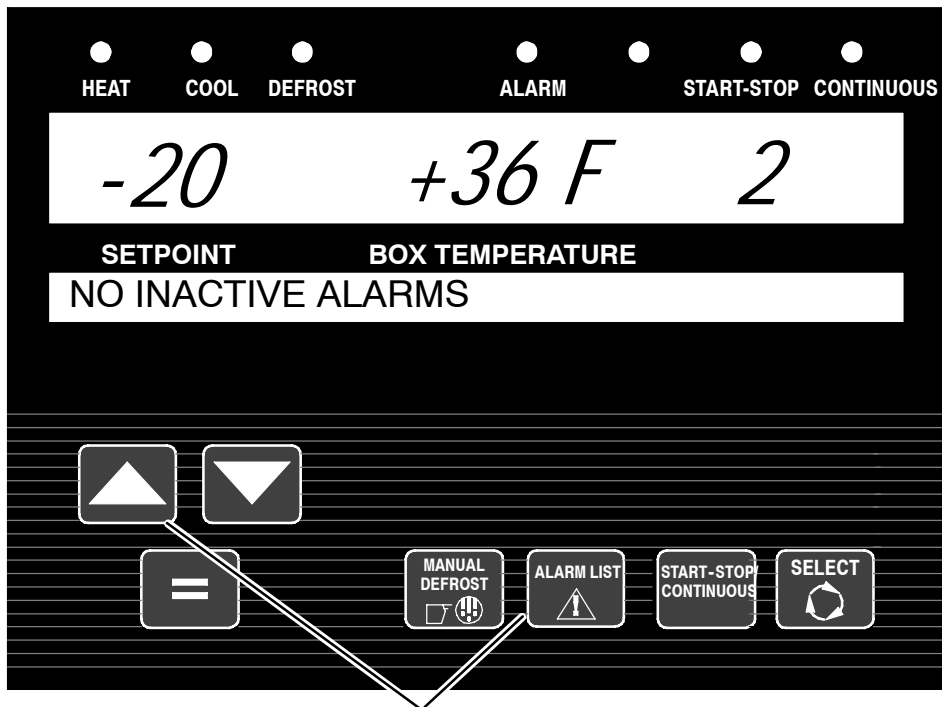 HEAT COOL DEFROST ALARM START-STOP CONTINUOUS
-20 +36 F 2
SETPOINT BOX TEMPERATURE
NO INACTIVE ALARMS
=
MANUAL DEFROST
ALARM LIST
START-STOP/
CONTINUOUS
SELECT